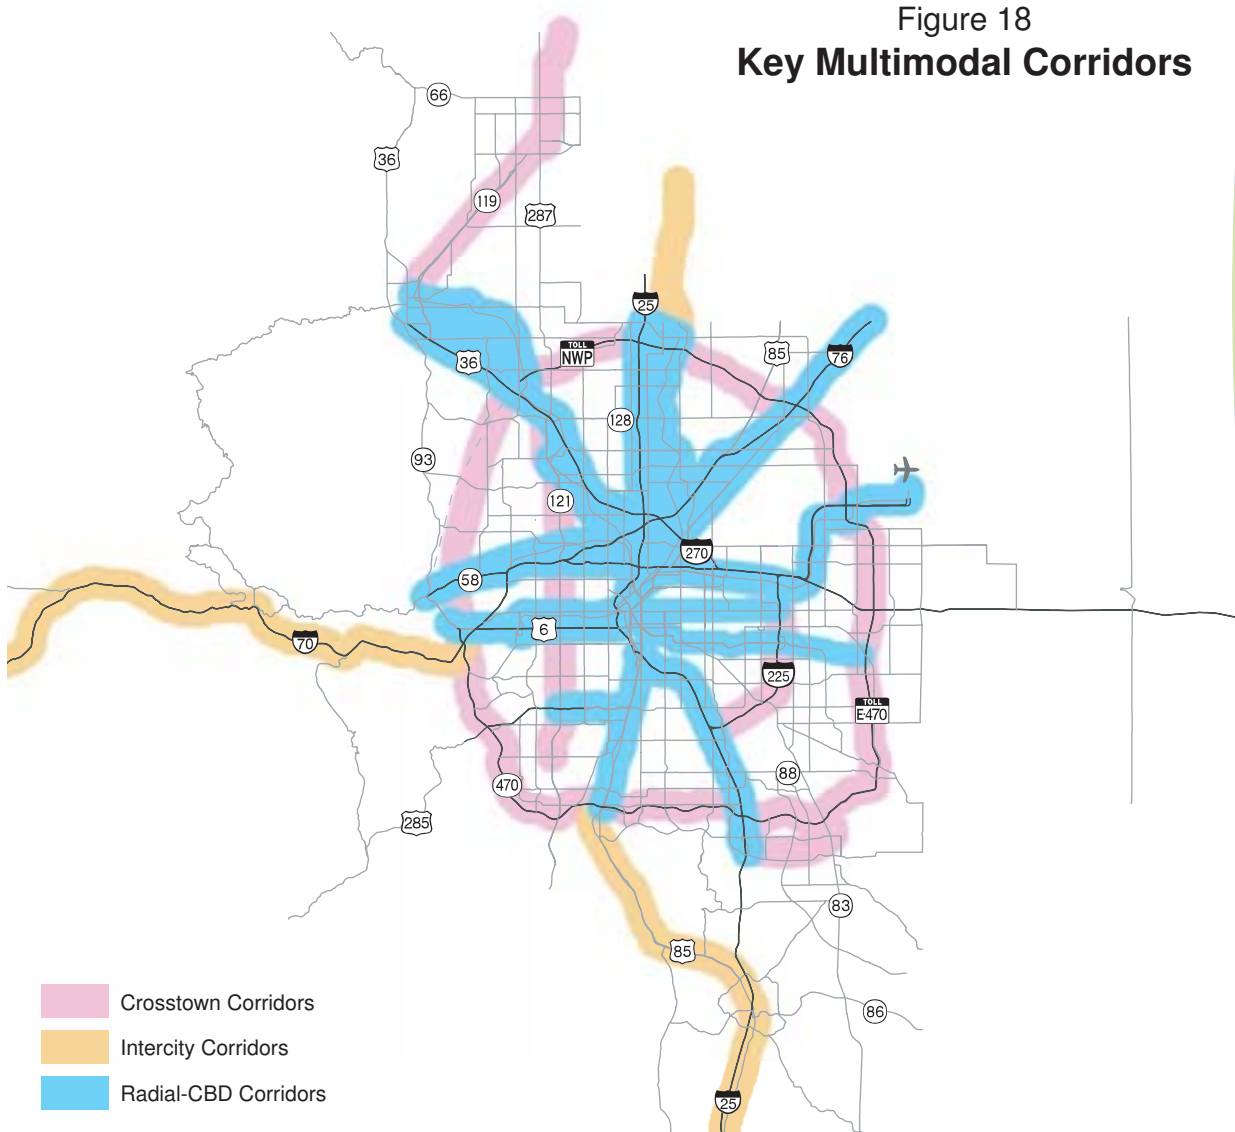 Figure 18
Key Multimodal Corridors
66
36
119
287
25
TOLL
NWP
85
76
36
128
93
121
270
58
6
70
225
TOLL
E-470
88
470
285
83
85
86
25
Crosstown Corridors
Intercity Corridors
Radial-CBD Corridors